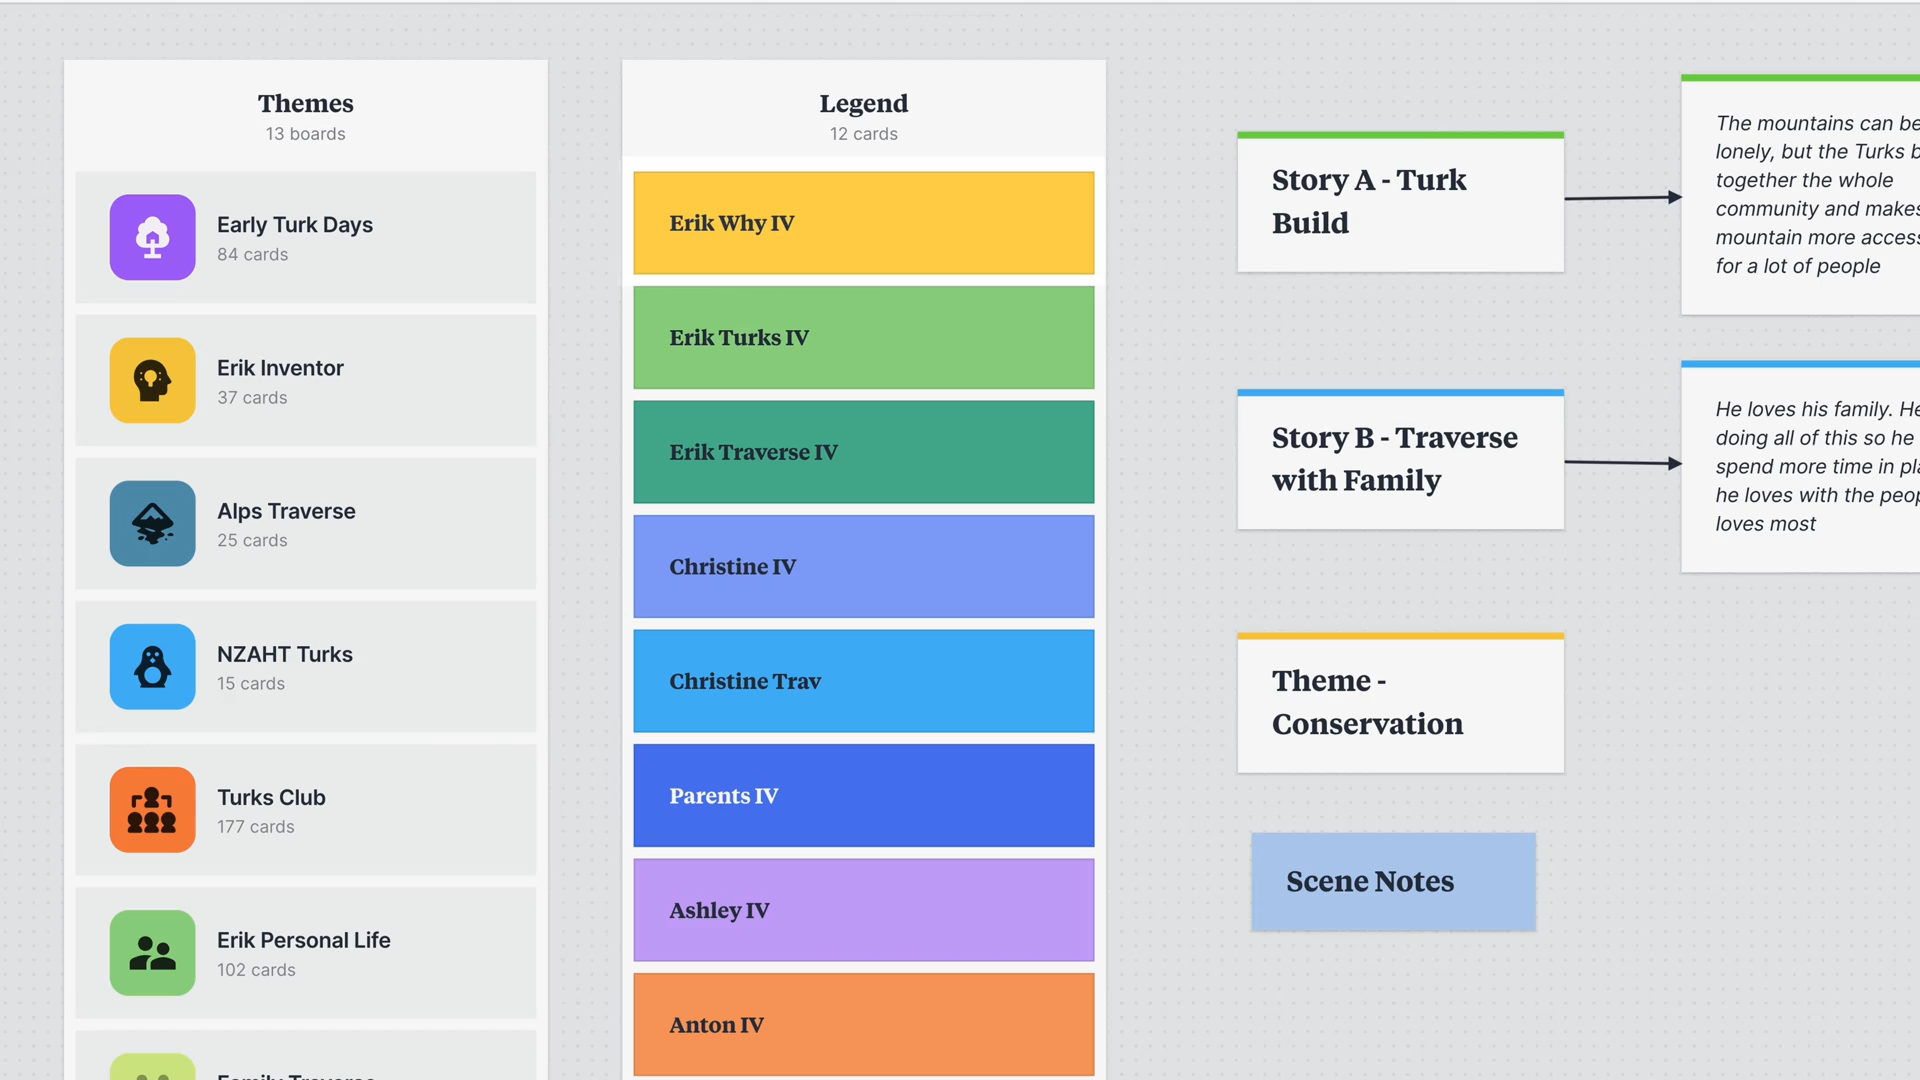 Themes
13 boards
Early Turk Days
84 cards
Erik Inventor
37 cards
Alps Traverse
25 cards
NZAHT Turks
15 cards
Turks Club
177 cards
Erik Personal Life
102 cards
Family Traverse
Legend
12 cards
Erik Why IV
Erik Turks IV
Erik Traverse IV
Christine IV
Christine Trav
Parents IV
Ashley IV
Anton IV
Story A - Turk
Build
Story B - Traverse
with Family
Theme -
Conservation
Scene Notes
The mountains can be
lonely, but the Turks b
together the whole
community and makes
mountain more access
for a lot of people
He loves his family. He
doing all of this so he
spend more time in pla
he loves with the peop
loves most